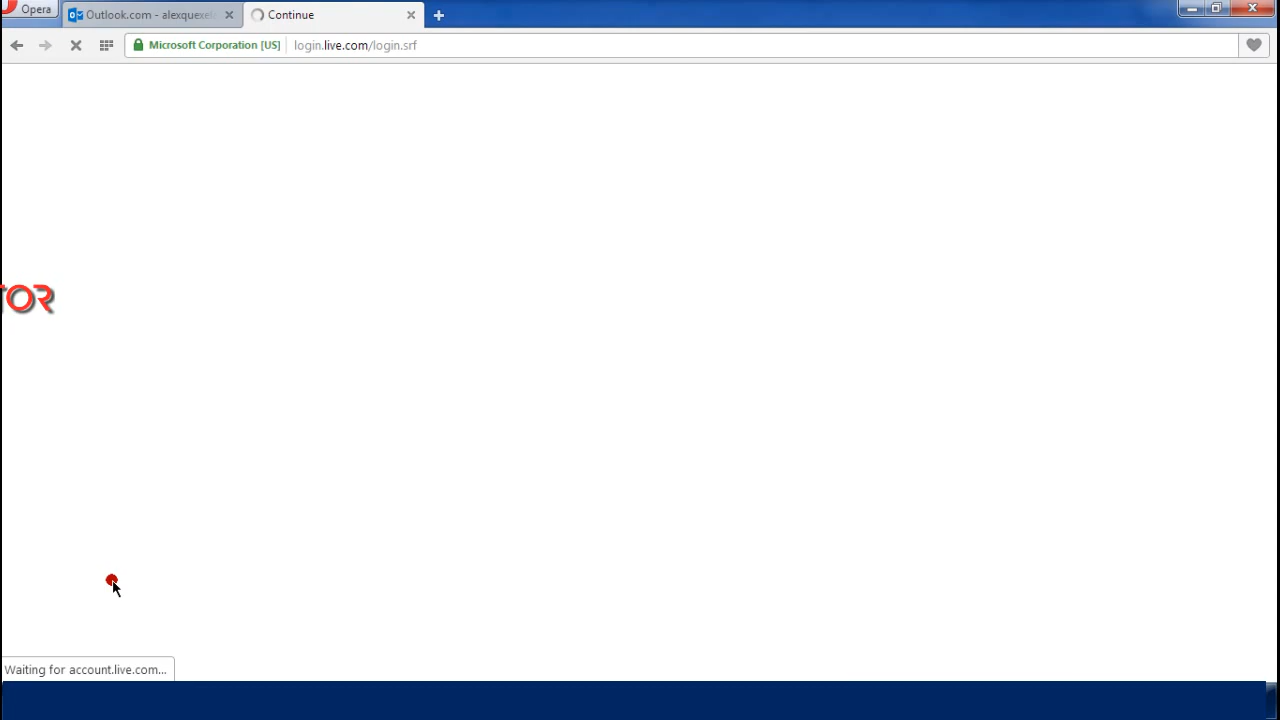 Opera
Outlook.com - alexquexel
Continue
Microsoft Corporation [US]
login.live.com/login.srf
TOR
Waiting for account.live.com...